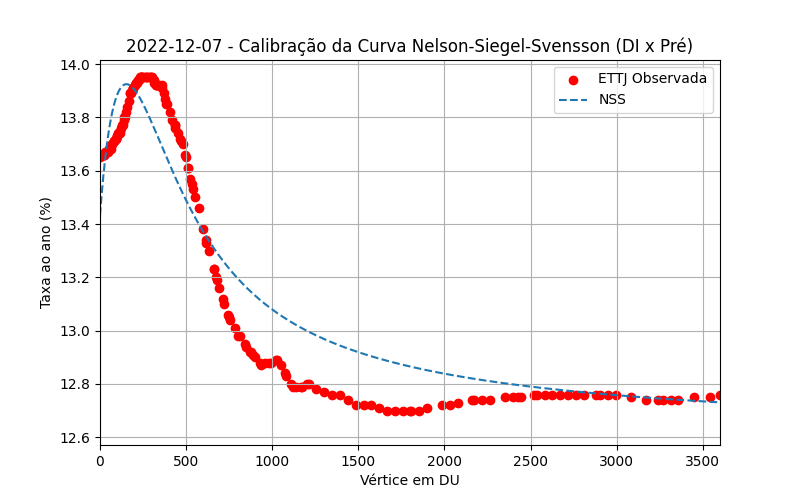 2022-12-07 - Calibração da Curva Nelson-Siegel-Svensson (DI x Pré)
ETTJ Observada
NSS
Taxa ao ano (%)
14.0
13.8
13.6
13.4
13.2
13.0
12.8
12.6
0 500 1000 1500 2000 2500 3000 3500
Vértice em DU